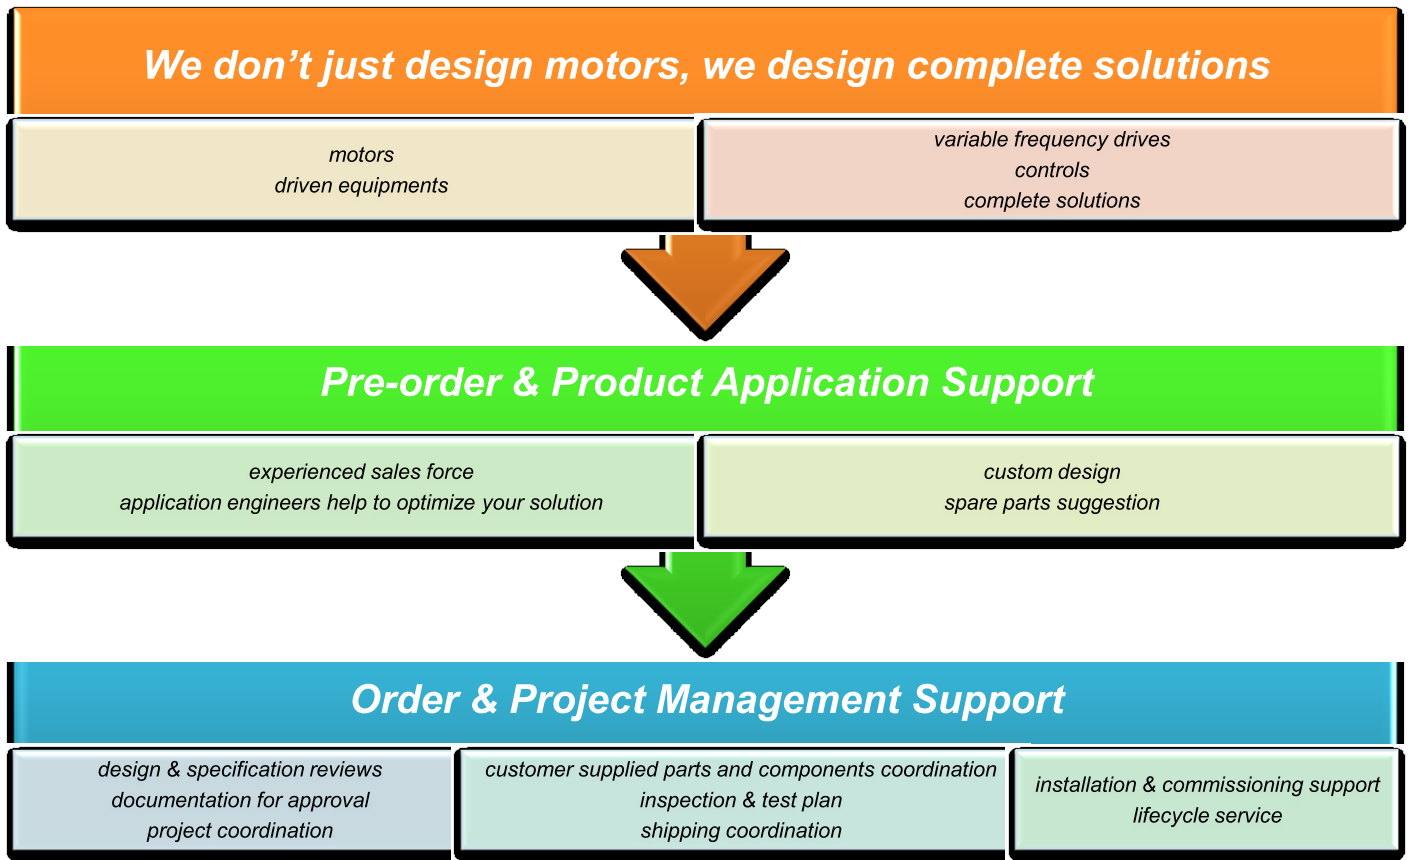 We don’t just design motors, we design complete solutions
motors
driven equipments
variable frequency drives
controls
complete solutions
Pre-order & Product Application Support
experienced sales force
application engineers help to optimize your solution
custom design
spare parts suggestion
Order & Project Management Support
design & specification reviews
documentation for approval
project coordination
customer supplied parts and components coordination
inspection & test plan
shipping coordination
installation & commissioning support
lifecycle service